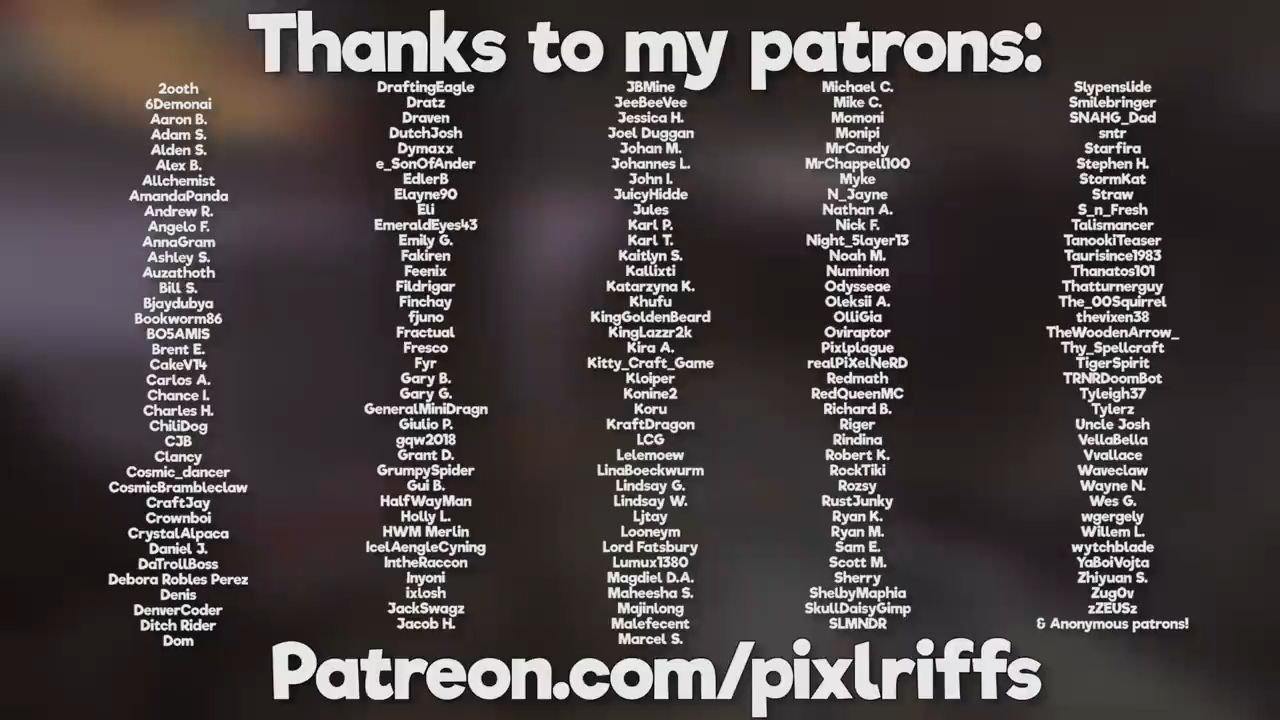 Thanks to my patrons:
2ooth
6Demonai
Aaron B.
Adam S.
Alden S.
Alex B.
Allchemist
AmandaPanda
Andrew R.
Angelo F.
AnnaGram
Ashley S.
Auzathoth
Bill S.
Bjaydubya
Bookworm86
BO5AMIS
Brent E.
CakeV14
Carlos A.
Chance I.
Charles H.
ChiliDog
CJB
Clancy
Cosmic_dancer
CosmicBrambleclaw
CraftJay
Crownboi
CrystalAlpaca
Daniel J.
DaTrollBoss
Debora Robles Perez
Denis
DenverCoder
Ditch Rider
Dom
DraftingEagle
Dratz
Draven
DutchJosh
Dymaxx
e_SonOfAnder
EdlerB
Elayne90
Eli
EmeraldEyes43
Emily G.
Fakiren
Feenix
Fildrigar
Finchay
fjuno
Fractual
Fresco
Fyr
Gary B.
Gary G.
GeneralMiniDragn
Giulio P.
gqw2018
Grant D.
GrumpySpider
Gui B.
HalfWayMan
Holly L.
HWM Merlin
IcelAengleCyning
IntheRaccon
Inyoni
ixlosh
JackSwagz
Jacob H.
JBMine
JeeBeeVee
Jessica H.
Joel Duggan
Johan M.
Johannes L.
John I.
JuicyHidde
Jules
Karl P.
Karl T.
Kaitlyn S.
Kallixti
Katarzyna K.
Khufu
KingGoldenBeard
KingLazzr2k
Kira A.
Kitty_Craft_Game
Kloiper
Konine2
Koru
KraftDragon
LCG
Lelemoew
LinaBoeckwurm
Lindsay G.
Lindsay W.
Ljtay
Looneym
Lord Fatsbury
Lumux1380
Magdiel D.A.
Maheesha S.
Majinlong
Malefecent
Marcel S.
Michael C.
Mike C.
Momoni
Monipi
MrCandy
MrChappell100
Myke
N_Jayne
Nathan A.
Nick F.
Night_5layer13
Noah M.
Numinion
Odysseae
Oleksii A.
OlliGia
Oviraptor
Pixlplague
realPiXelNeRD
Redmath
RedQueenMC
Richard B.
Riger
Rindina
Robert K.
RockTiki
Rozsy
RustJunky
Ryan K.
Ryan M.
Sam E.
Scott M.
Sherry
ShelbyMaphia
SkullDaisyGimp
SLMNDR
Slypenslide
Smilebringer
SNAHG_Dad
sntr
Starfira
Stephen H.
StormKat
Straw
S_n_Fresh
Talismancer
TanookiTeaser
Taurisince1983
Thanatos101
Thatturnerguy
The_00Squirrel
thevixen38
TheWoodenArrow_
Thy_Spellcraft
TigerSpirit
TRNRDoomBot
Tyleigh37
Tylerz
Uncle Josh
VellaBella
Vvallace
Waveclaw
Wayne N.
Wes G.
wgergely
Willem L.
wytchblade
YaBoiVojta
Zhiyuan S.
Zug0v
zZEUSz
& Anonymous patrons!
Patreon.com/pixlriffs